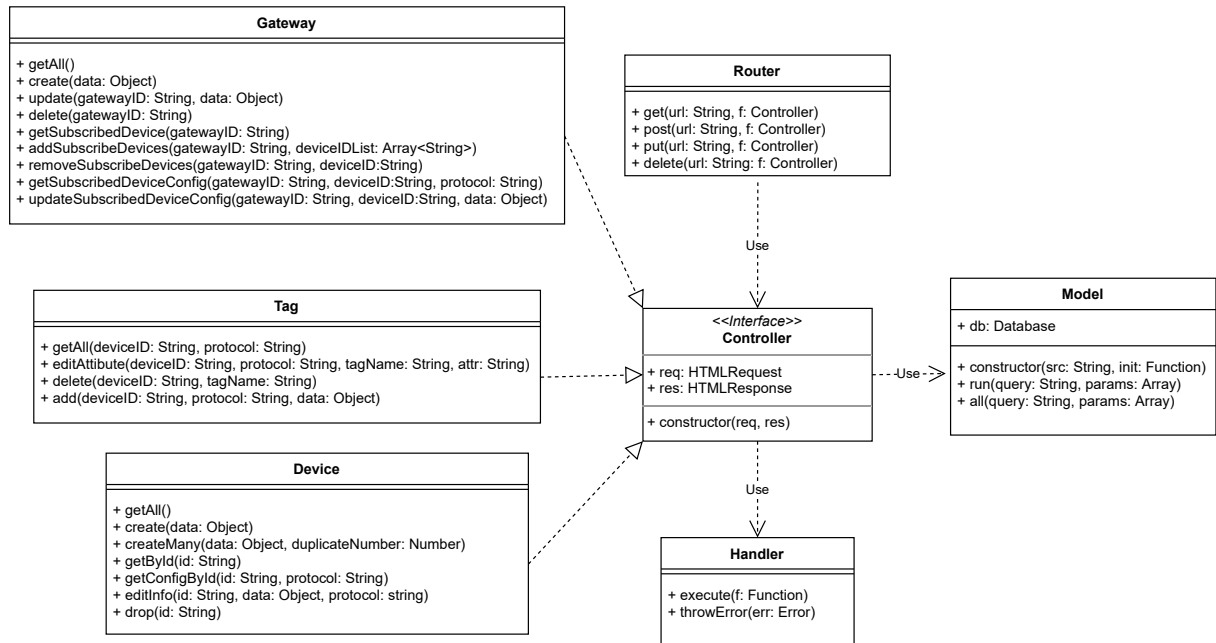 Gateway
+ getAll()
+ create(data: Object)
+ update(gatewayID: String, data: Object)
+ delete(gatewayID: String)
+ getSubscribedDevice(gatewayID: String)
+ addSubscribeDevices(gatewayID: String, deviceIDList: Array<String>)
+ removeSubscribeDevices(gatewayID: String, deviceID:String)
+ getSubscribedDeviceConfig(gatewayID: String, deviceID:String, protocol: String)
+ updateSubscribedDeviceConfig(gatewayID: String, deviceID:String, data: Object)
Router
+ get(url: String, f: Controller)
+ post(url: String, f: Controller)
+ put(url: String, f: Controller)
+ delete(url: String: f: Controller)
Use
Tag
+ getAll(deviceID: String, protocol: String)
+ editAttibute(deviceID: String, protocol: String, tagName: String, attr: String)
+ delete(deviceID: String, tagName: String)
+ add(deviceID: String, protocol: String, data: Object)
<<Interface>>
Controller
+ req: HTMLRequest
+ res: HTMLResponse
+ constructor(req, res)
Use
Model
+ db: Database
+ constructor(src: String, init: Function)
+ run(query: String, params: Array)
+ all(query: String, params: Array)
Device
+ getAll()
+ create(data: Object)
+ createMany(data: Object, duplicateNumber: Number)
+ getById(id: String)
+ getConfigById(id: String, protocol: String)
+ editInfo(id: String, data: Object, protocol: string)
+ drop(id: String)
Use
Handler
+ execute(f: Function)
+ throwError(err: Error)